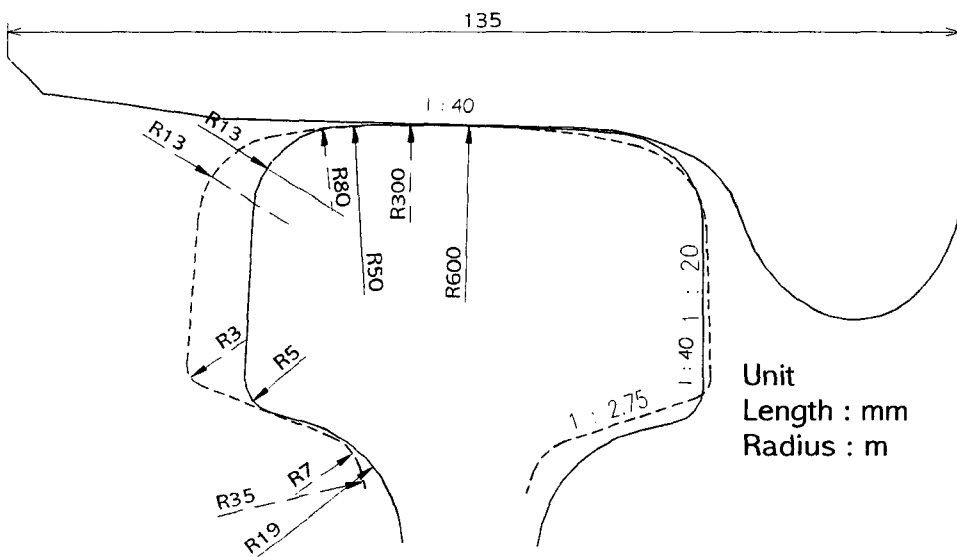 135
1 : 40
R13
R13
R80
R50
R300
R600
1 : 20
1:40
R3
R5
1 : 2.75
R7
R35
R19
Unit
Length : mm
Radius : m